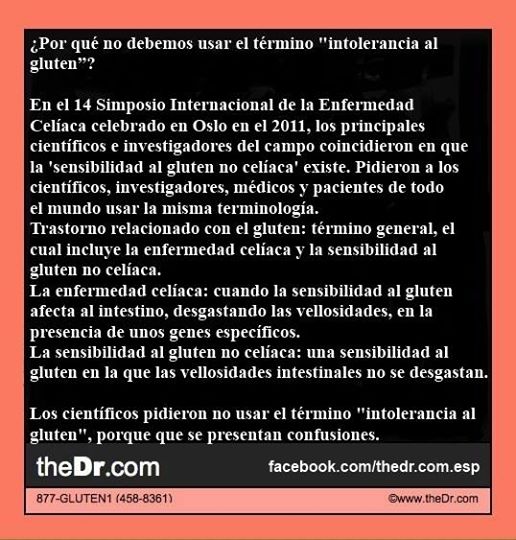 ¿Por qué no debemos usar el término "intolerancia al
gluten”?
En el 14 Simposio Internacional de la Enfermedad
Celíaca celebrado en Oslo en el 2011, los principales
científicos e investigadores del campo coincidieron en que
la 'sensibilidad al gluten no celíaca' existe. Pidieron a los
científicos, investigadores, médicos y pacientes de todo
el mundo usar la misma terminología.
Trastorno relacionado con el gluten: término general, el
cual incluye la enfermedad celíaca y la sensibilidad al
gluten no celíaca.
La enfermedad celíaca: cuando la sensibilidad al gluten
afecta al intestino, desgastando las vellosidades, en la
presencia de unos genes específicos.
La sensibilidad al gluten no celíaca: una sensibilidad al
gluten en la que las vellosidades intestinales no se desgastan.
Los científicos pidieron no usar el término "intolerancia al
gluten", porque que se presentan confusiones.
theDr.com facebook.com/thedr.com.esp
877-GLUTEN1 (458-8361) ©www.theDr.com